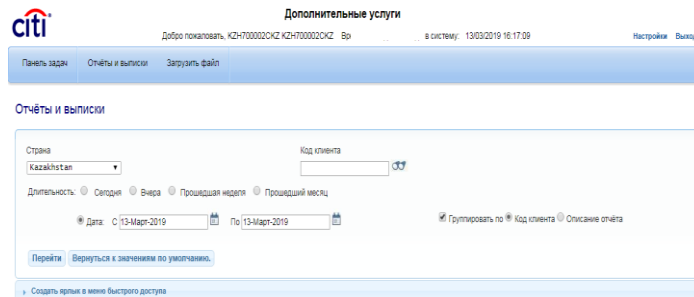 citi
Дополнительные услуги
Добро пожаловать, KZH700002CKZ KZH700002CKZ Вре в систему: 13/03/2019 16:17:09 Настройки Выход
Панель задач Отчёты и выписки Загрузить файл
Отчёты и выписки
Страна Код клиента
Kazakhstan
Длительность: Сегодня Вчера Прошедшая неделя Прошедший месяц
Дата: С 13-Март-2019 По 13-Март-2019 Группировать по Код клиента Описание отчёта
Перейти Вернуться к значениям по умолчанию.
Создать ярлык в меню быстрого доступа